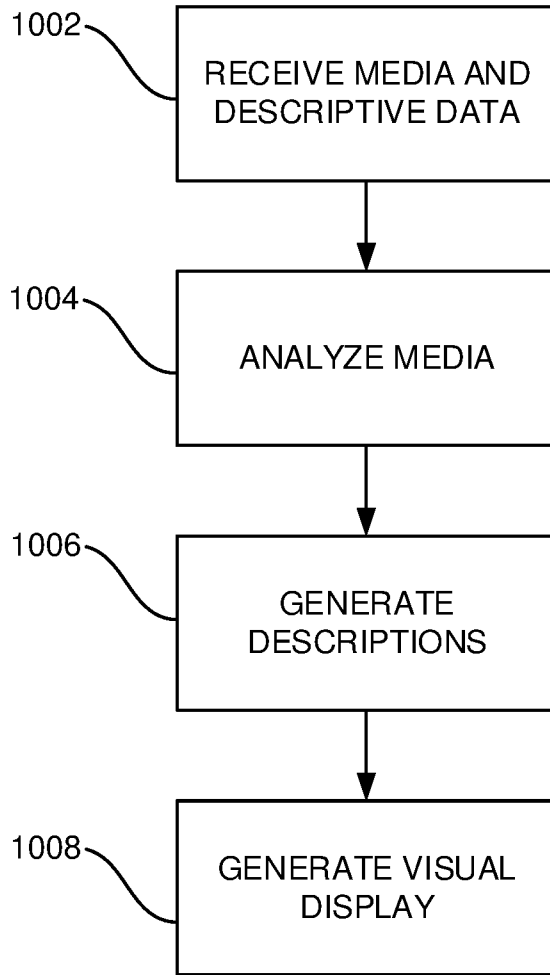 1002
RECEIVE MEDIA AND
DESCRIPTIVE DATA
1004
ANALYZE MEDIA
1006
GENERATE
DESCRIPTIONS
1008
GENERATE VISUAL
DISPLAY